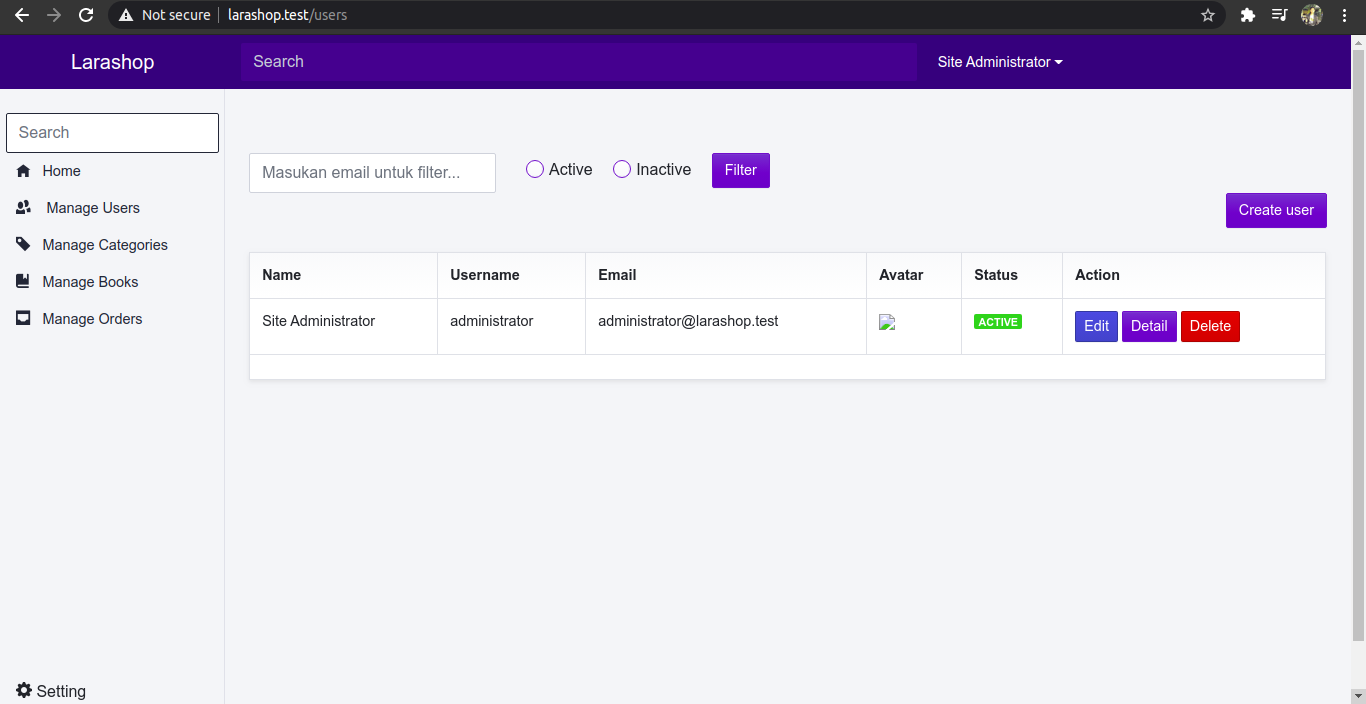 Not secure larashop.test/users
Larashop Search Site Administrator
Search
Home
Manage Users
Manage Categories
Manage Books
Manage Orders
Setting
Masukan email untuk filter... Active Inactive Filter
Create user
Name Username Email Avatar Status Action
Site Administrator administrator administrator@larashop.test ACTIVE Edit Detail Delete